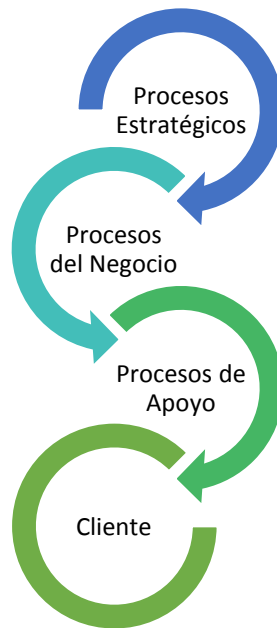 Procesos
Estratégicos
Procesos
del Negocio
Procesos de
Apoyo
Cliente